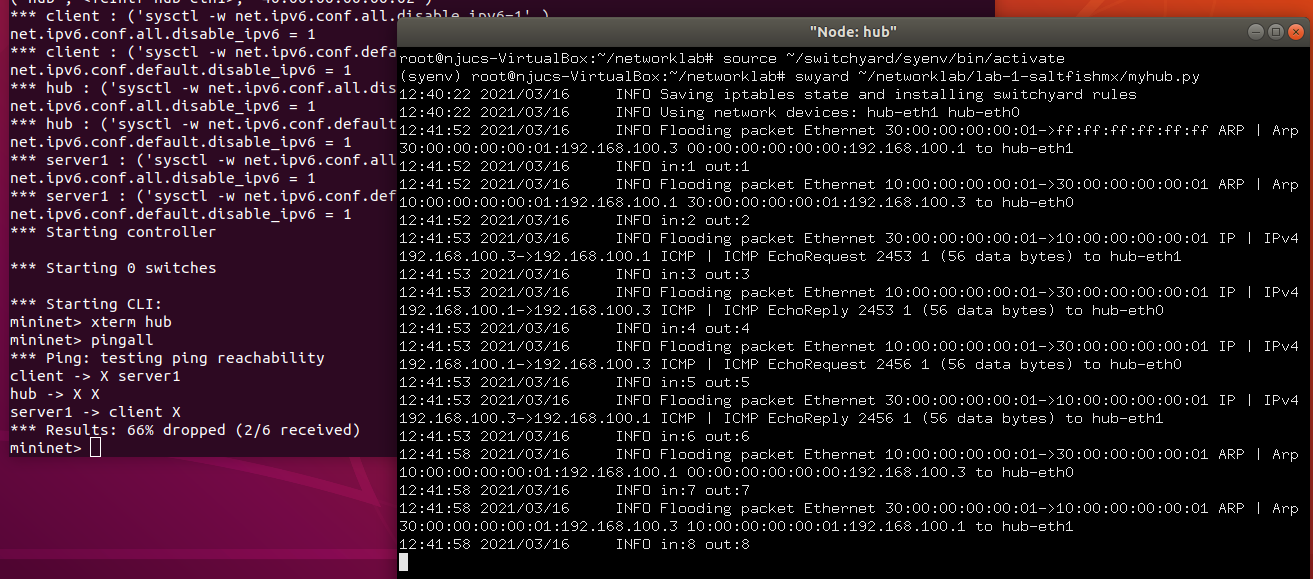 ("hub", <TCIntf hub-eth1>, "40:00:00:00:00:02")
*** client : ('sysctl -w net.ipv6.conf.all.disable_ipv6=1',)
net.ipv6.conf.all.disable_ipv6 = 1
*** client : ('sysctl -w net.ipv6.conf.defa
net.ipv6.conf.default.disable_ipv6 = 1
*** hub : ('sysctl -w net.ipv6.conf.all.dis
net.ipv6.conf.all.disable_ipv6 = 1
*** hub : ('sysctl -w net.ipv6.conf.default
net.ipv6.conf.default.disable_ipv6 = 1
*** server1 : ('sysctl -w net.ipv6.conf.all
net.ipv6.conf.all.disable_ipv6 = 1
*** server1 : ('sysctl -w net.ipv6.conf.def
net.ipv6.conf.default.disable_ipv6 = 1
*** Starting controller
*** Starting 0 switches
*** Starting CLI:
mininet> xterm hub
mininet> pingall
*** Ping: testing ping reachability
client -> X server1
hub -> X X
server1 -> client X
*** Results: 66% dropped (2/6 received)
mininet>
"Node: hub"
root@njucs-VirtualBox:~/networklab# source ~/switchyard/syenv/bin/activate
(syenv) root@njucs-VirtualBox:~/networklab# swyard ~/networklab/lab-1-saltfishmx/myhub.py
12:40:22 2021/03/16     INFO Saving iptables state and installing switchyard rules
12:40:22 2021/03/16     INFO Using network devices: hub-eth1 hub-eth0
12:41:52 2021/03/16     INFO Flooding packet Ethernet 30:00:00:00:00:01->ff:ff:ff:ff:ff:ff ARP | Arp
30:00:00:00:00:01:192.168.100.3 00:00:00:00:00:00:192.168.100.1 to hub-eth1
12:41:52 2021/03/16     INFO in:1 out:1
12:41:52 2021/03/16     INFO Flooding packet Ethernet 10:00:00:00:00:01->30:00:00:00:00:01 ARP | Arp
10:00:00:00:00:01:192.168.100.1 30:00:00:00:00:01:192.168.100.3 to hub-eth0
12:41:52 2021/03/16     INFO in:2 out:2
12:41:53 2021/03/16     INFO Flooding packet Ethernet 30:00:00:00:00:01->10:00:00:00:00:01 IP | IPv4
192.168.100.3->192.168.100.1 ICMP | ICMP EchoRequest 2453 1 (56 data bytes) to hub-eth1
12:41:53 2021/03/16     INFO in:3 out:3
12:41:53 2021/03/16     INFO Flooding packet Ethernet 10:00:00:00:00:01->30:00:00:00:00:01 IP | IPv4
192.168.100.1->192.168.100.3 ICMP | ICMP EchoReply 2453 1 (56 data bytes) to hub-eth0
12:41:53 2021/03/16     INFO in:4 out:4
12:41:53 2021/03/16     INFO Flooding packet Ethernet 10:00:00:00:00:01->30:00:00:00:00:01 IP | IPv4
192.168.100.1->192.168.100.3 ICMP | ICMP EchoRequest 2456 1 (56 data bytes) to hub-eth0
12:41:53 2021/03/16     INFO in:5 out:5
12:41:53 2021/03/16     INFO Flooding packet Ethernet 30:00:00:00:00:01->10:00:00:00:00:01 IP | IPv4
192.168.100.3->192.168.100.1 ICMP | ICMP EchoReply 2456 1 (56 data bytes) to hub-eth1
12:41:53 2021/03/16     INFO in:6 out:6
12:41:58 2021/03/16     INFO Flooding packet Ethernet 10:00:00:00:00:01->30:00:00:00:00:01 ARP | Arp
10:00:00:00:00:01:192.168.100.1 00:00:00:00:00:00:192.168.100.3 to hub-eth0
12:41:58 2021/03/16     INFO in:7 out:7
12:41:58 2021/03/16     INFO Flooding packet Ethernet 30:00:00:00:00:01->10:00:00:00:00:01 ARP | Arp
30:00:00:00:00:01:192.168.100.3 10:00:00:00:00:01:192.168.100.1 to hub-eth1
12:41:58 2021/03/16     INFO in:8 out:8